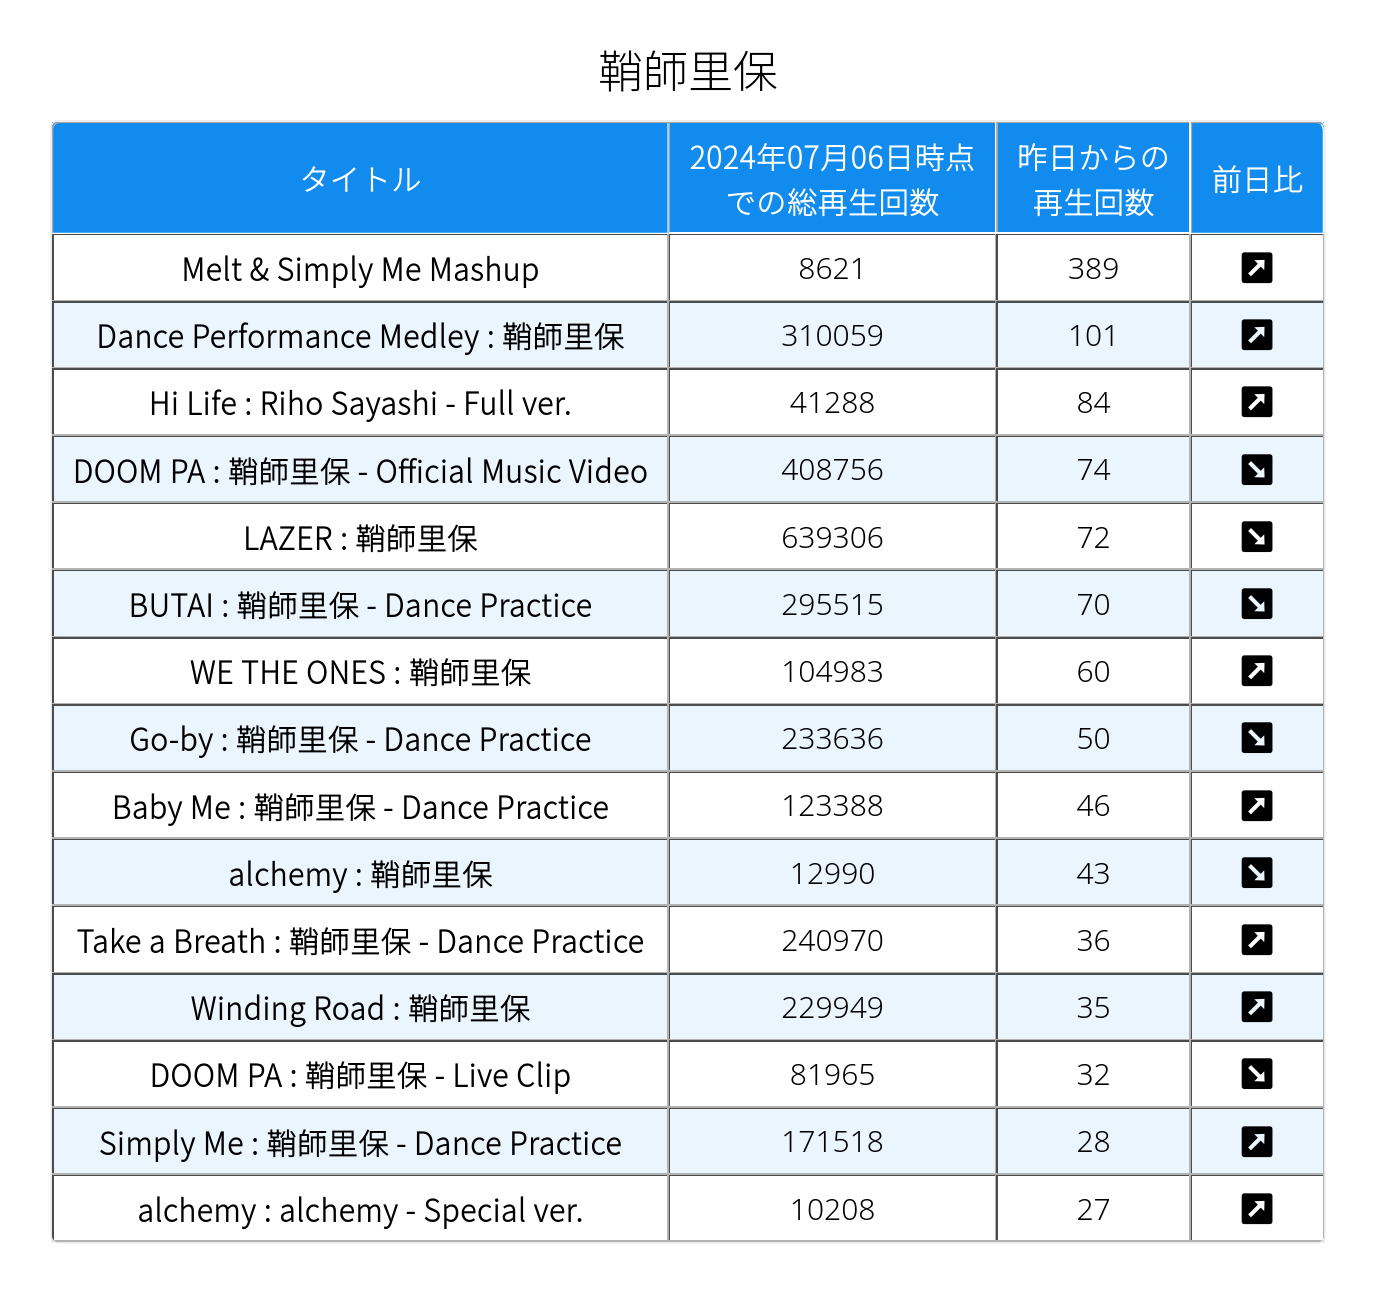 鞘師里保
タイトル
2024年07月06日時点
での総再生回数
昨日からの
再生回数
前日比
Melt & Simply Me Mashup 8621 389
Dance Performance Medley : 鞘師里保 310059 101
Hi Life : Riho Sayashi - Full ver. 41288 84
DOOM PA : 鞘師里保 - Official Music Video 408756 74
LAZER : 鞘師里保 639306 72
BUTAI : 鞘師里保 - Dance Practice 295515 70
WE THE ONES : 鞘師里保 104983 60
Go-by : 鞘師里保 - Dance Practice 233636 50
Baby Me : 鞘師里保 - Dance Practice 123388 46
alchemy : 鞘師里保 12990 43
Take a Breath : 鞘師里保 - Dance Practice 240970 36
Winding Road : 鞘師里保 229949 35
DOOM PA : 鞘師里保 - Live Clip 81965 32
Simply Me : 鞘師里保 - Dance Practice 171518 28
alchemy : alchemy - Special ver. 10208 27